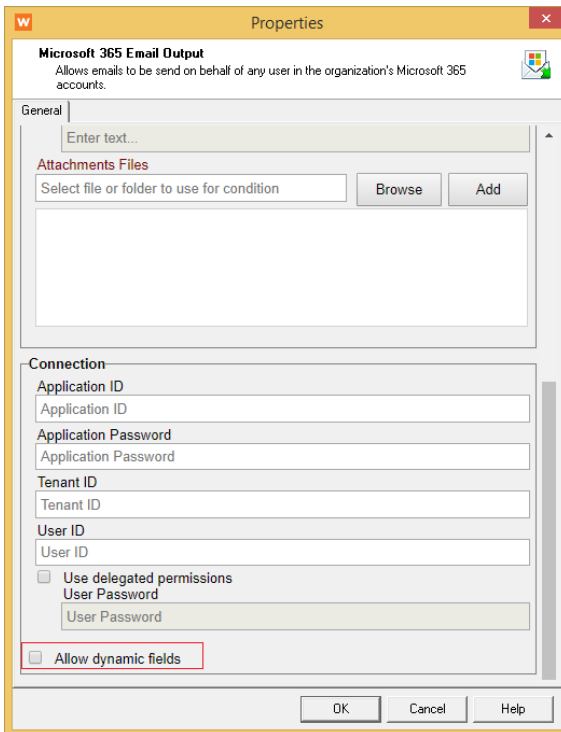 W
Properties
Microsoft 365 Email Output
Allows emails to be send on behalf of any user in the organization's Microsoft 365
accounts.
General
Enter text...
Attachments Files
Select file or folder to use for condition
Browse
Add
Connection
Application ID
Application ID
Application Password
Application Password
Tenant ID
Tenant ID
User ID
User ID
Use delegated permissions
User Password
User Password
Allow dynamic fields
OK
Cancel
Help